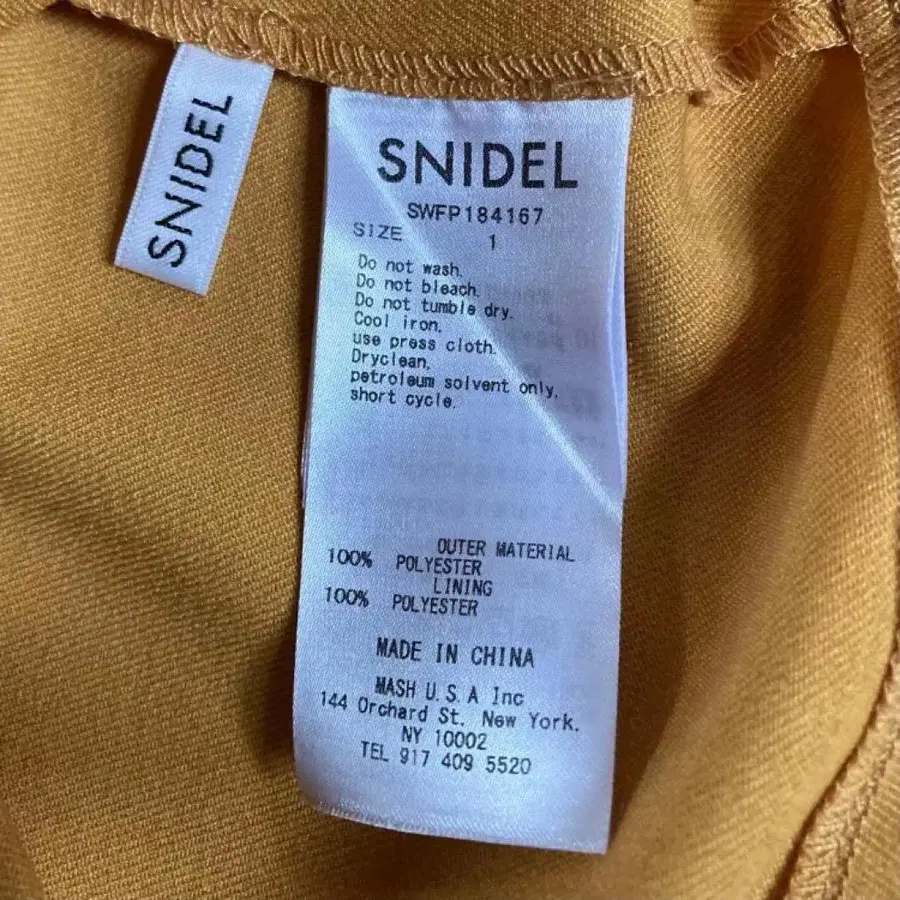 SNIDEL
SNIDEL
SWFP184167
SIZE 1
Do not wash.
Do not bleach.
Do not tumble dry.
Cool iron.
use press cloth.
Dryclean.
petroleum solvent only.
short cycle.
OUTER MATERIAL
100% POLYESTER
LINING
100% POLYESTER
MADE IN CHINA
MASH U.S.A Inc
144 Orchard St. New York.
NY 10002
TEL 917 409 5520